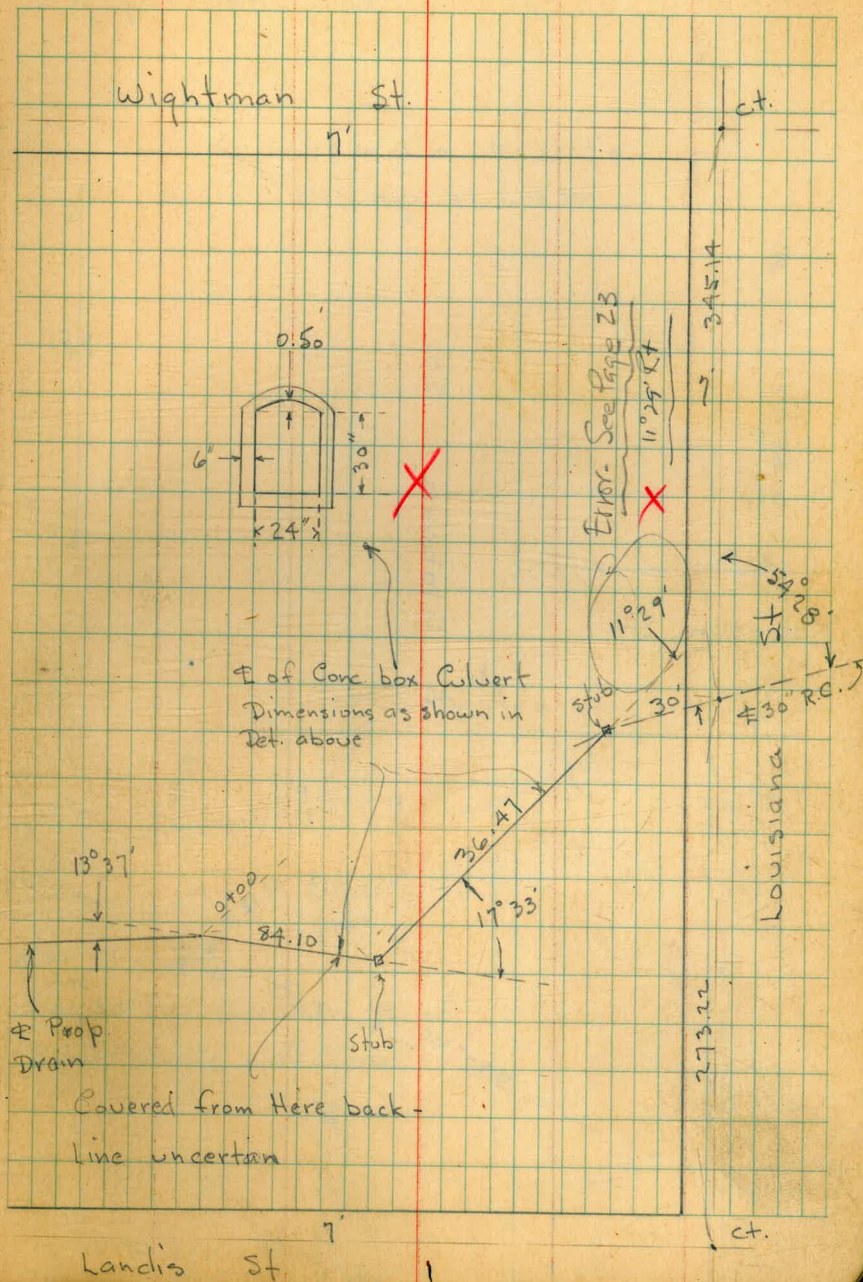 Wightman St.
ct.
7'
345.14
Error - See Page 23
11°29' Rt
0.50'
6"
30"
24"
54°28'
11°29'
St
℄ of Conc box Culvert
Dimensions as shown in
Det. above
Stub
30'
℄ 30" R.C.
Louisiana
36.47
13°37'
0+00
17°33'
84.10
℄ Prop.
Drain
Stub
273.22
Covered from Here back -
Line uncertain
7'
ct.
Landis St.
1